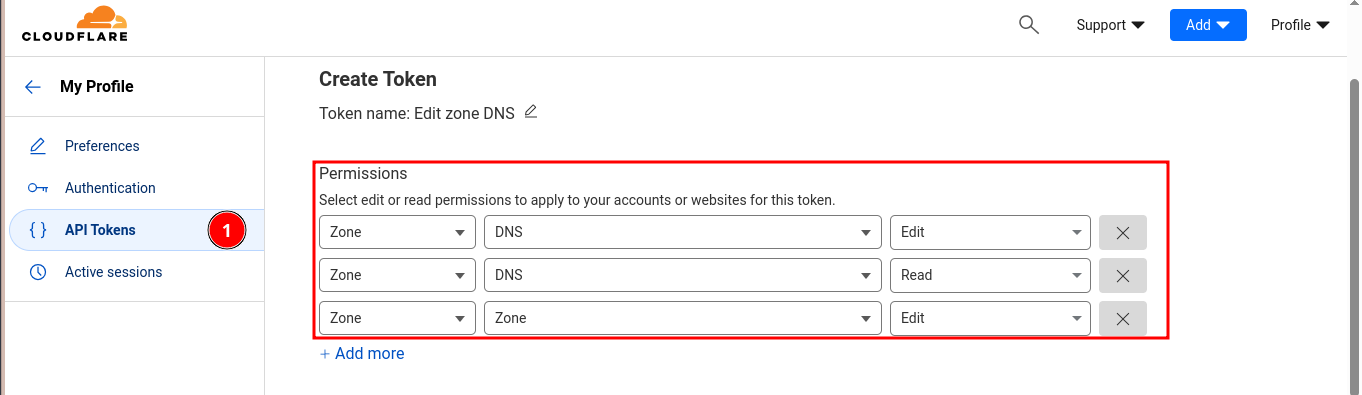 CLOUDFLARE
Support
Add
Profile
My Profile
Preferences
Authentication
API Tokens
1
Active sessions
Create Token
Token name: Edit zone DNS
Permissions
Select edit or read permissions to apply to your accounts or websites for this token.
Zone DNS Edit
Zone DNS Read
Zone Zone Edit
+ Add more